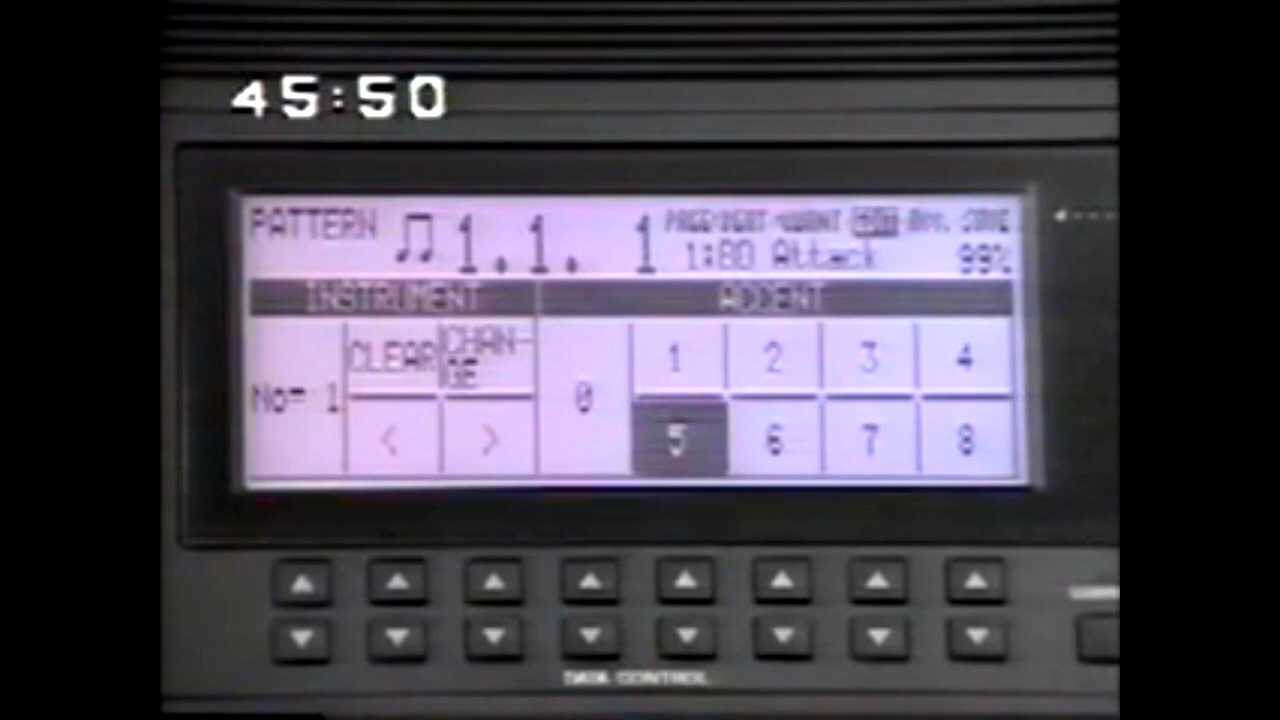 45:50
PATTERN 1. 1. 1
1:80 Attack 99%
INSTRUMENT ACCENT
CLEAR CHAN-
GE
1 2 3 4
No= 1 0
< > 5 6 7 8
DATA CONTROL